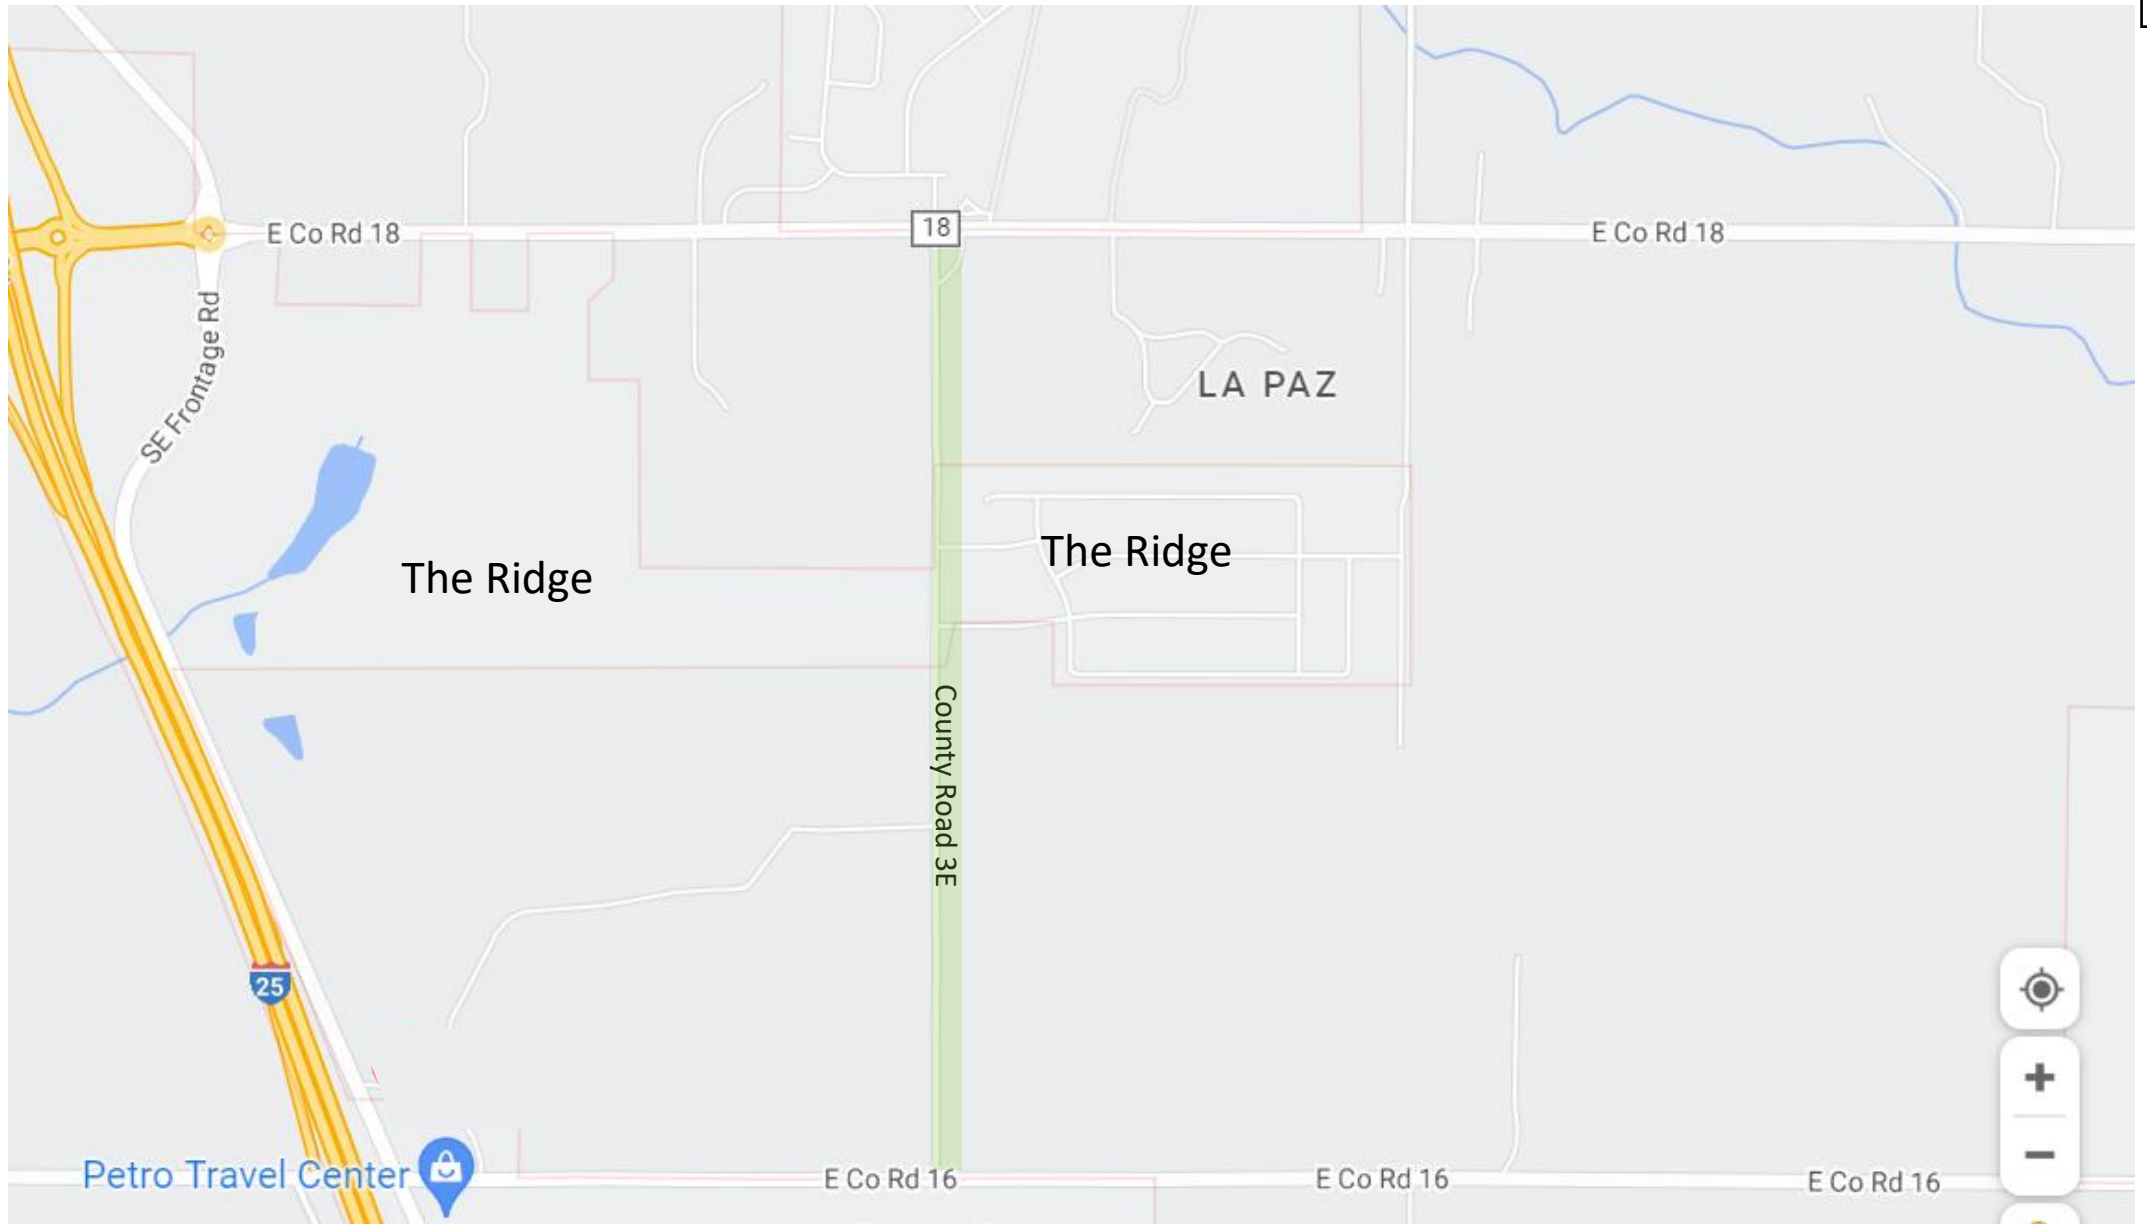 18
E Co Rd 18
E Co Rd 18
SE Frontage Rd
LA PAZ
The Ridge
The Ridge
County Road 3E
25
Petro Travel Center
E Co Rd 16
E Co Rd 16
E Co Rd 16